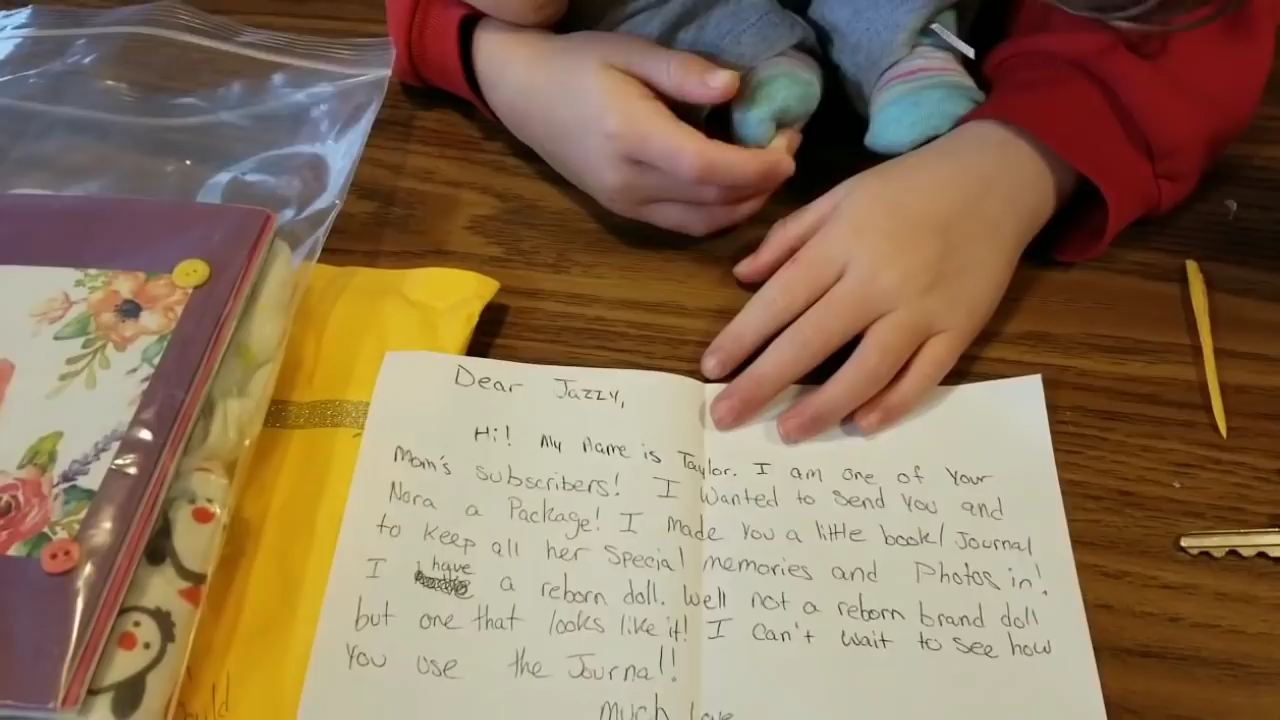 Dear Jazzy,
Hi! My name is Taylor. I am one of your
Mom's subscribers! I wanted to send you and
Nora a Package! I made you a little book/Journal
to keep all her special memories and Photos in!
I have a reborn doll. Well not a reborn brand doll
but one that looks like it! I can't wait to see how
you use the Journal!
Much Love